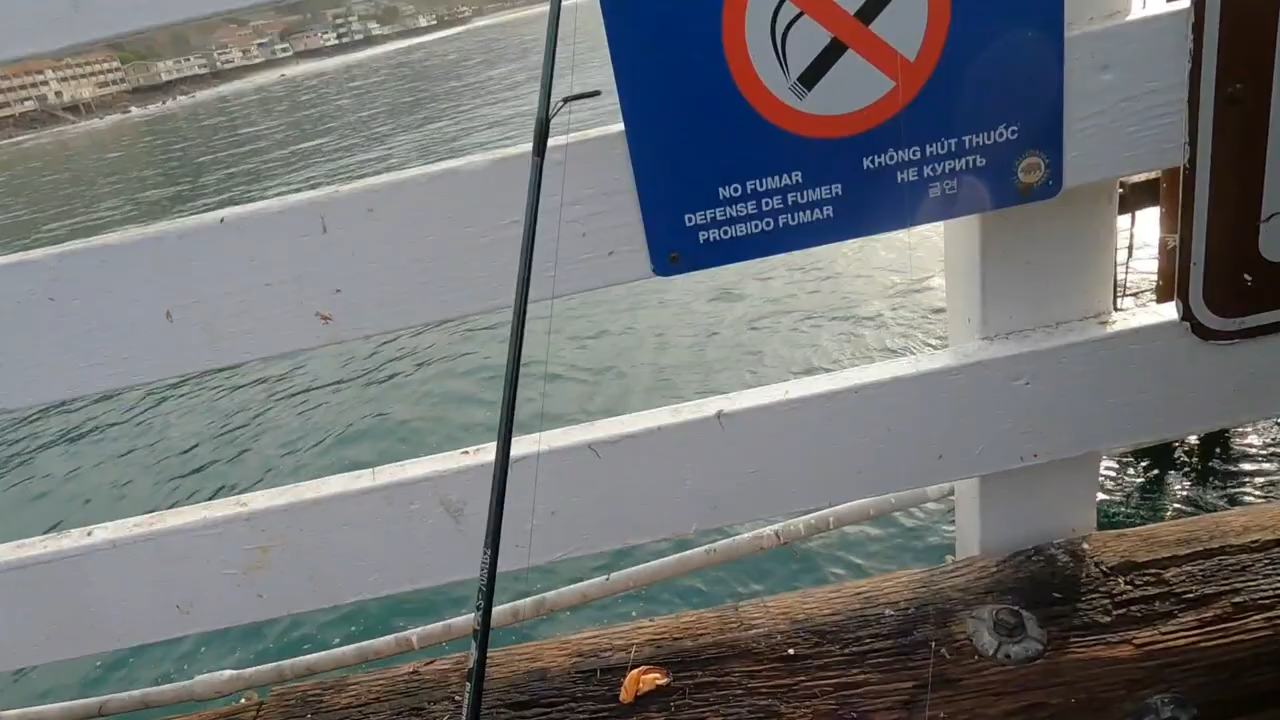 NO FUMAR
DEFENSE DE FUMER
PROIBIDO FUMAR
KHÔNG HÚT THUỐC
НЕ КУРИТЬ
금연